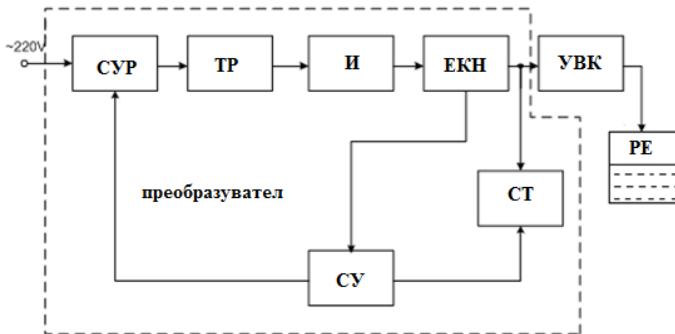 ~220V
СУР
ТР
И
ЕКН
УВК
РЕ
преобразувател
СТ
СУ